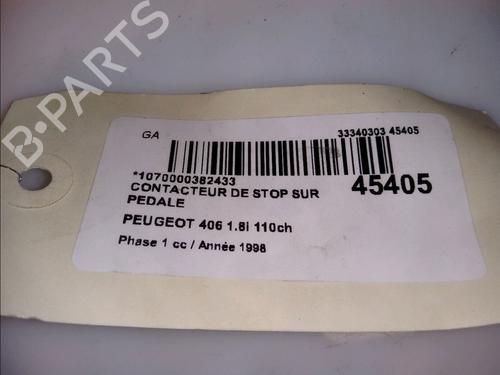 B-PARTS
GA
33340303 45405
*1070000382433
CONTACTEUR DE STOP SUR
PEDALE
45405
PEUGEOT 406 1.8i 110ch
Phase 1 cc / Année 1998